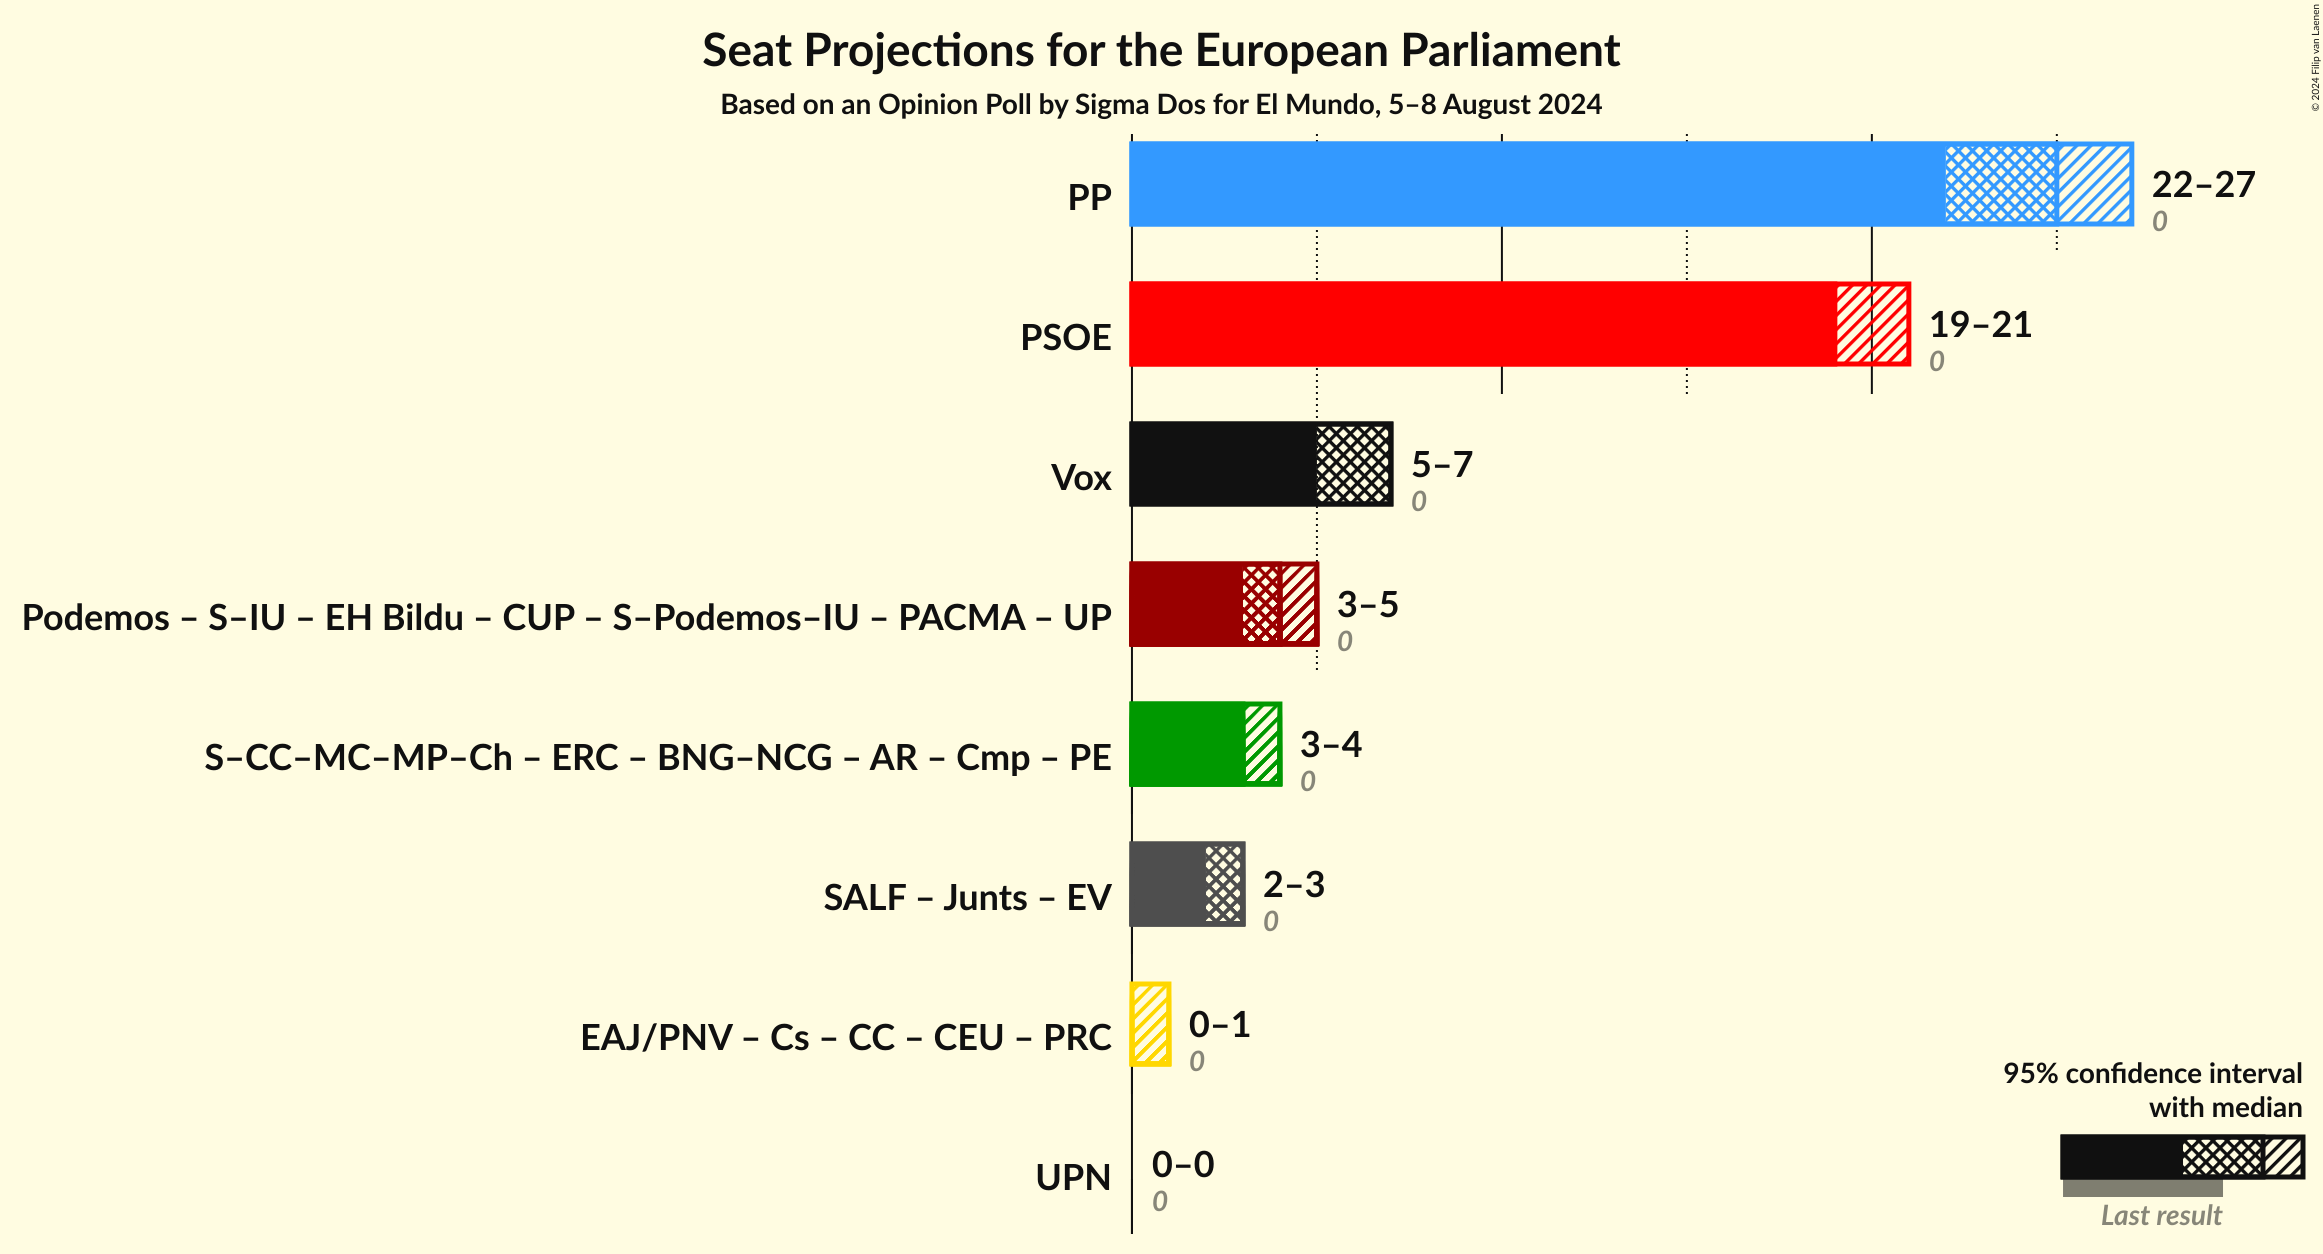 Seat Projections for the European Parliament
Based on an Opinion Poll by Sigma Dos for El Mundo, 5–8 August 2024
© 2024 Filip van Laenen
PP
22–27
0
PSOE
19–21
0
Vox
5–7
0
Podemos – S–IU – EH Bildu – CUP – S–Podemos–IU – PACMA – UP
3–5
0
S–CC–MC–MP–Ch – ERC – BNG–NCG – AR – Cmp – PE
3–4
0
SALF – Junts – EV
2–3
0
EAJ/PNV – Cs – CC – CEU – PRC
0–1
0
UPN
0–0
0
95% confidence interval
with median
Last result